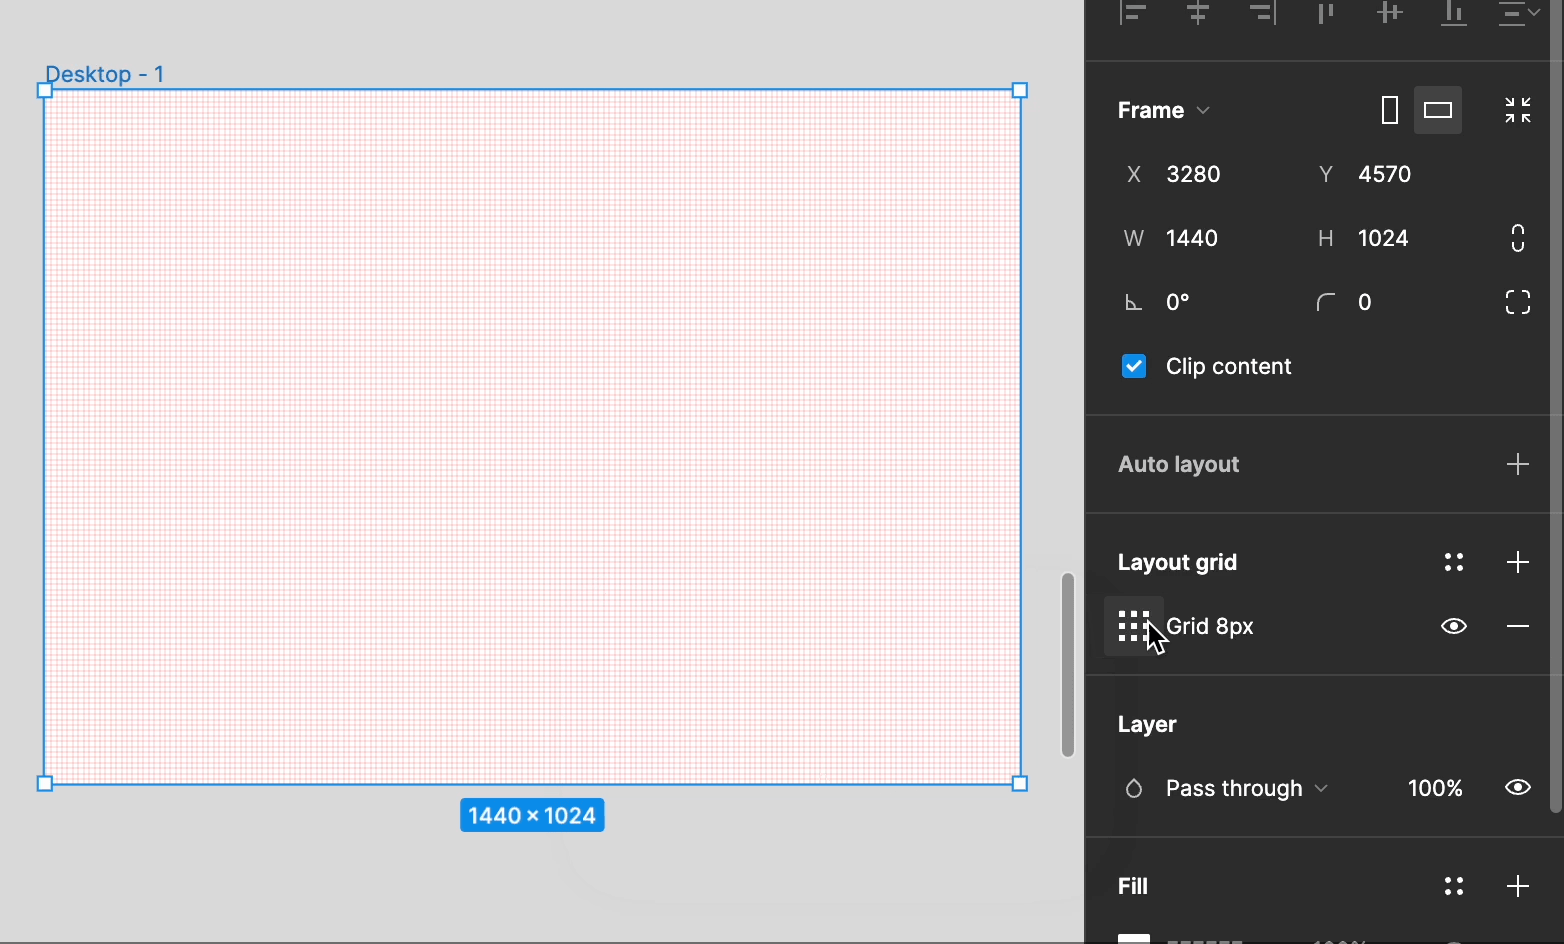 Desktop - 1
1440 × 1024
Frame
X 3280 Y 4570
W 1440 H 1024
0° 0
Clip content
Auto layout
Layout grid
Grid 8px
Layer
Pass through 100%
Fill